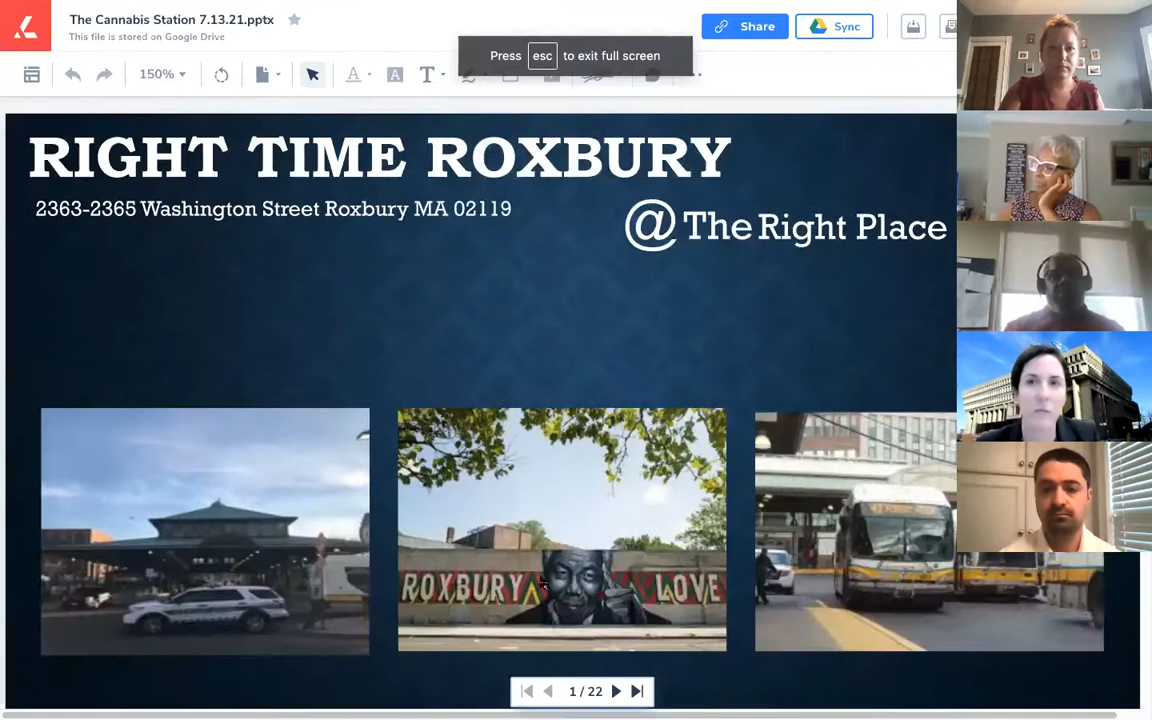 The Cannabis Station 7.13.21.pptx
This file is stored on Google Drive
Share
Sync
Press esc to exit full screen
150%
A
A
T
RIGHT TIME ROXBURY
2363-2365 Washington Street Roxbury MA 02119
@ The Right Place
ROXBURY LOVE
1 / 22